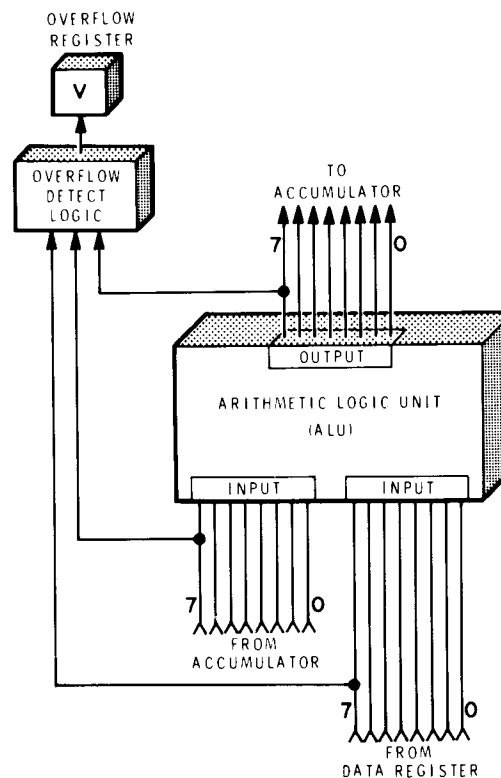 OVERFLOW
REGISTER
V
OVERFLOW
DETECT
LOGIC
TO
ACCUMULATOR
7
0
OUTPUT
ARITHMETIC LOGIC UNIT
(ALU)
INPUT
INPUT
7
0
FROM
ACCUMULATOR
7
0
FROM
DATA REGISTER